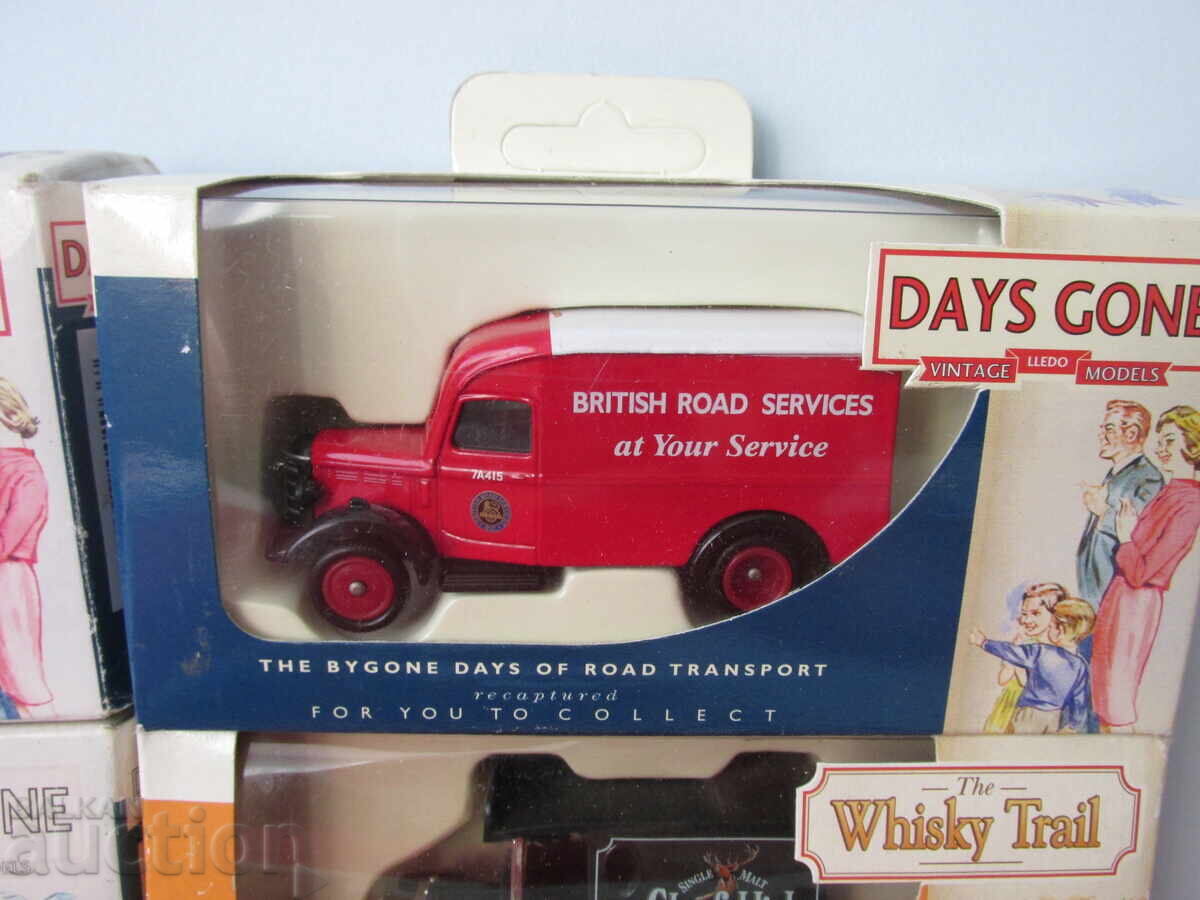 DAYS GONE
VINTAGE LLEDO MODELS
BRITISH ROAD SERVICES
at Your Service
7A415
THE BYGONE DAYS OF ROAD TRANSPORT
recaptured
FOR YOU TO COLLECT
The
Whisky Trail
SINGLE MALT
NE
auction